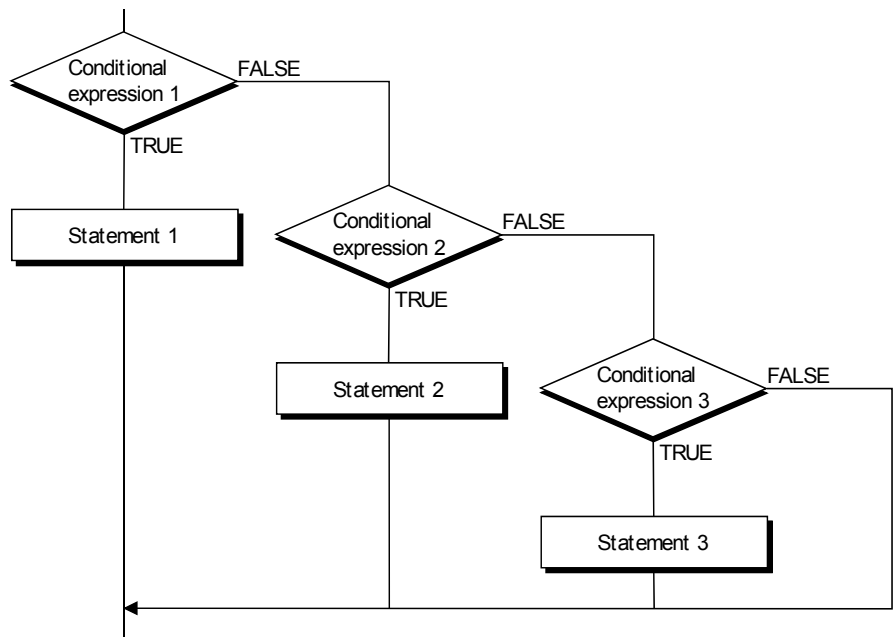 Conditional
expression 1
FALSE
TRUE
Statement 1
Conditional
expression 2
FALSE
TRUE
Statement 2
Conditional
expression 3
FALSE
TRUE
Statement 3